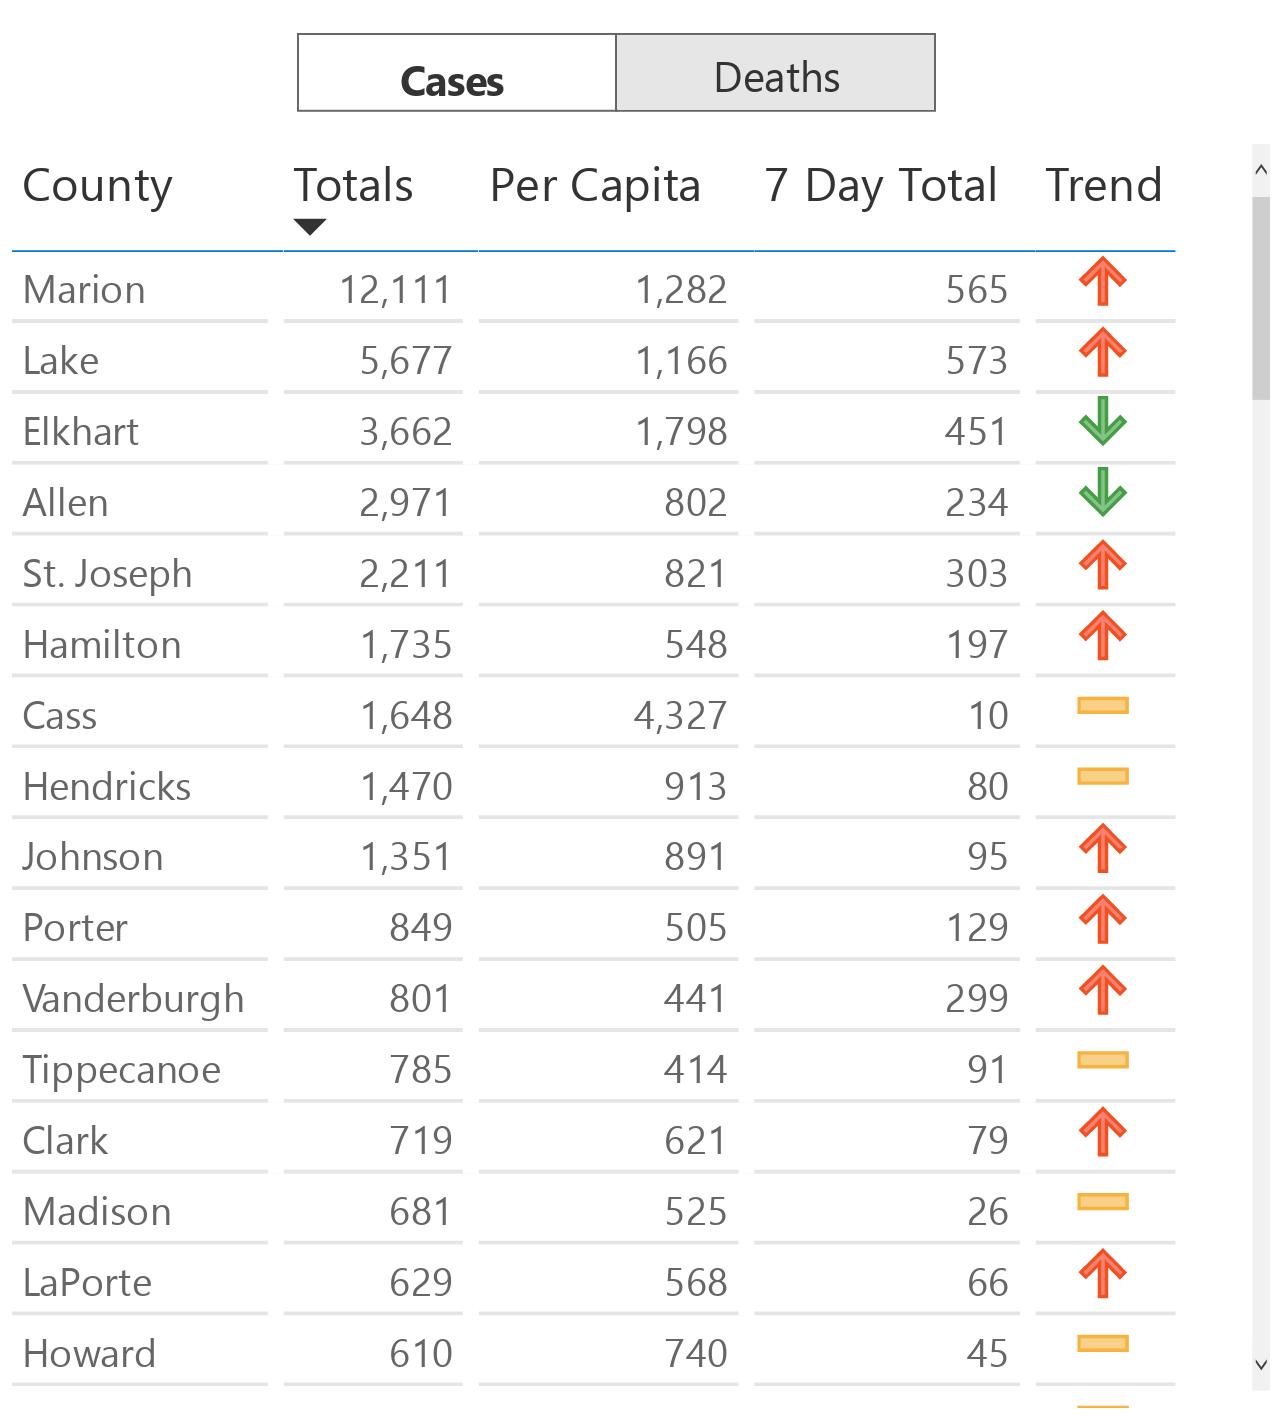 Cases Deaths
County Totals Per Capita 7 Day Total Trend
Marion 12,111 1,282 565
Lake 5,677 1,166 573
Elkhart 3,662 1,798 451
Allen 2,971 802 234
St. Joseph 2,211 821 303
Hamilton 1,735 548 197
Cass 1,648 4,327 10
Hendricks 1,470 913 80
Johnson 1,351 891 95
Porter 849 505 129
Vanderburgh 801 441 299
Tippecanoe 785 414 91
Clark 719 621 79
Madison 681 525 26
LaPorte 629 568 66
Howard 610 740 45